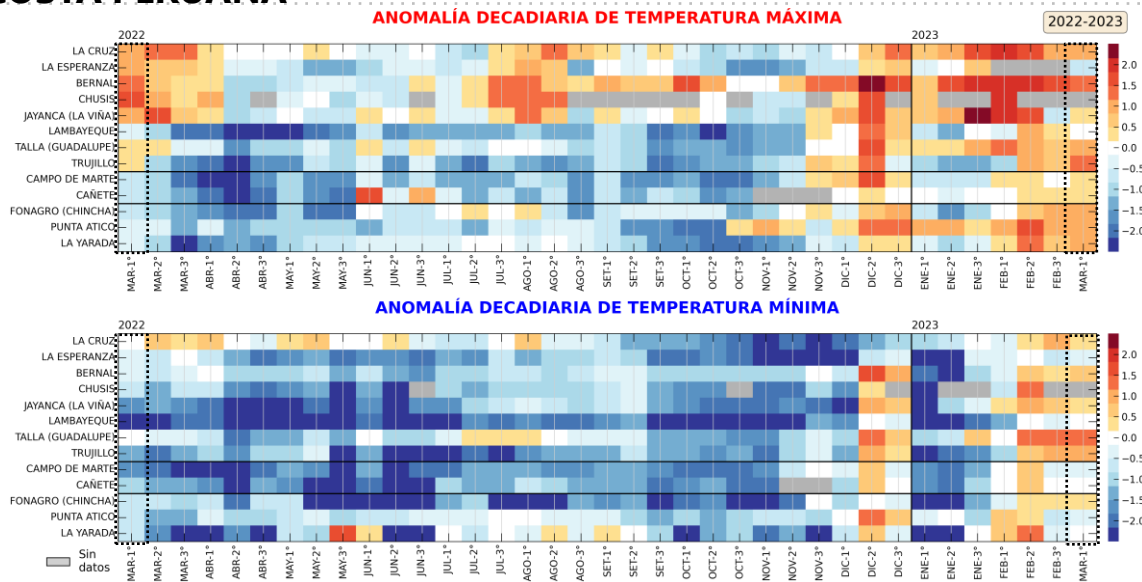 COSTA PERUANA
ANOMALÍA DECADIARIA DE TEMPERATURA MÁXIMA
2022-2023
2022
2023
LA CRUZ
LA ESPERANZA
BERNAL
CHUSIS
JAYANCA (LA VIÑA)
LAMBAYEQUE
TALLA (GUADALUPE)
TRUJILLO
CAMPO DE MARTE
CAÑETE
FONAGRO (CHINCHA)
PUNTA ATICO
LA YARADA
2.0
1.5
1.0
0.5
0.0
−0.5
−1.0
−1.5
−2.0
MAR-1° MAR-2° MAR-3° ABR-1° ABR-2° ABR-3° MAY-1° MAY-2° MAY-3° JUN-1° JUN-2° JUN-3° JUL-1° JUL-2° JUL-3° AGO-1° AGO-2° AGO-3° SET-1° SET-2° SET-3° OCT-1° OCT-2° OCT-3° NOV-1° NOV-2° NOV-3° DIC-1° DIC-2° DIC-3° ENE-1° ENE-2° ENE-3° FEB-1° FEB-2° FEB-3° MAR-1°
ANOMALÍA DECADIARIA DE TEMPERATURA MÍNIMA
2022
2023
LA CRUZ
LA ESPERANZA
BERNAL
CHUSIS
JAYANCA (LA VIÑA)
LAMBAYEQUE
TALLA (GUADALUPE)
TRUJILLO
CAMPO DE MARTE
CAÑETE
FONAGRO (CHINCHA)
PUNTA ATICO
LA YARADA
2.0
1.5
1.0
0.5
0.0
−0.5
−1.0
−1.5
−2.0
MAR-1° MAR-2° MAR-3° ABR-1° ABR-2° ABR-3° MAY-1° MAY-2° MAY-3° JUN-1° JUN-2° JUN-3° JUL-1° JUL-2° JUL-3° AGO-1° AGO-2° AGO-3° SET-1° SET-2° SET-3° OCT-1° OCT-2° OCT-3° NOV-1° NOV-2° NOV-3° DIC-1° DIC-2° DIC-3° ENE-1° ENE-2° ENE-3° FEB-1° FEB-2° FEB-3° MAR-1°
Sin
datos